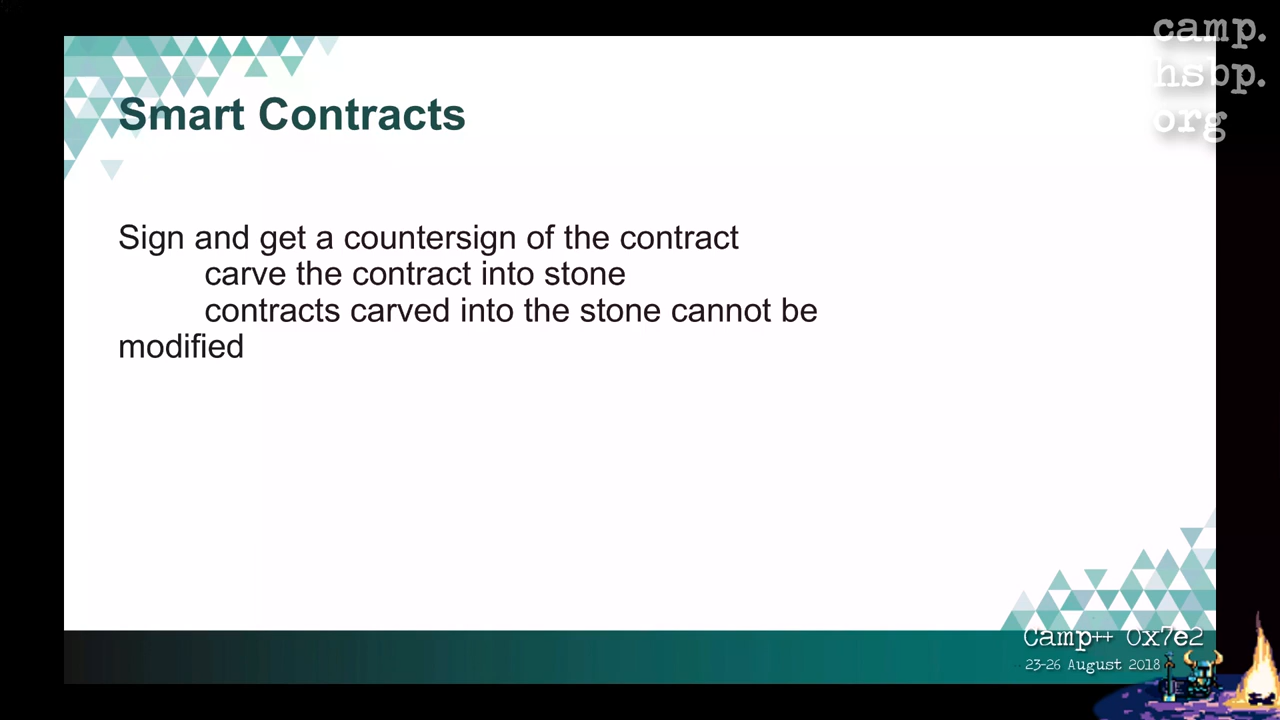 camp.
hsbp.
org
Smart Contracts
Sign and get a countersign of the contract
carve the contract into stone
contracts carved into the stone cannot be
modified
Camp++ 0x7e2
23-26 August 2018